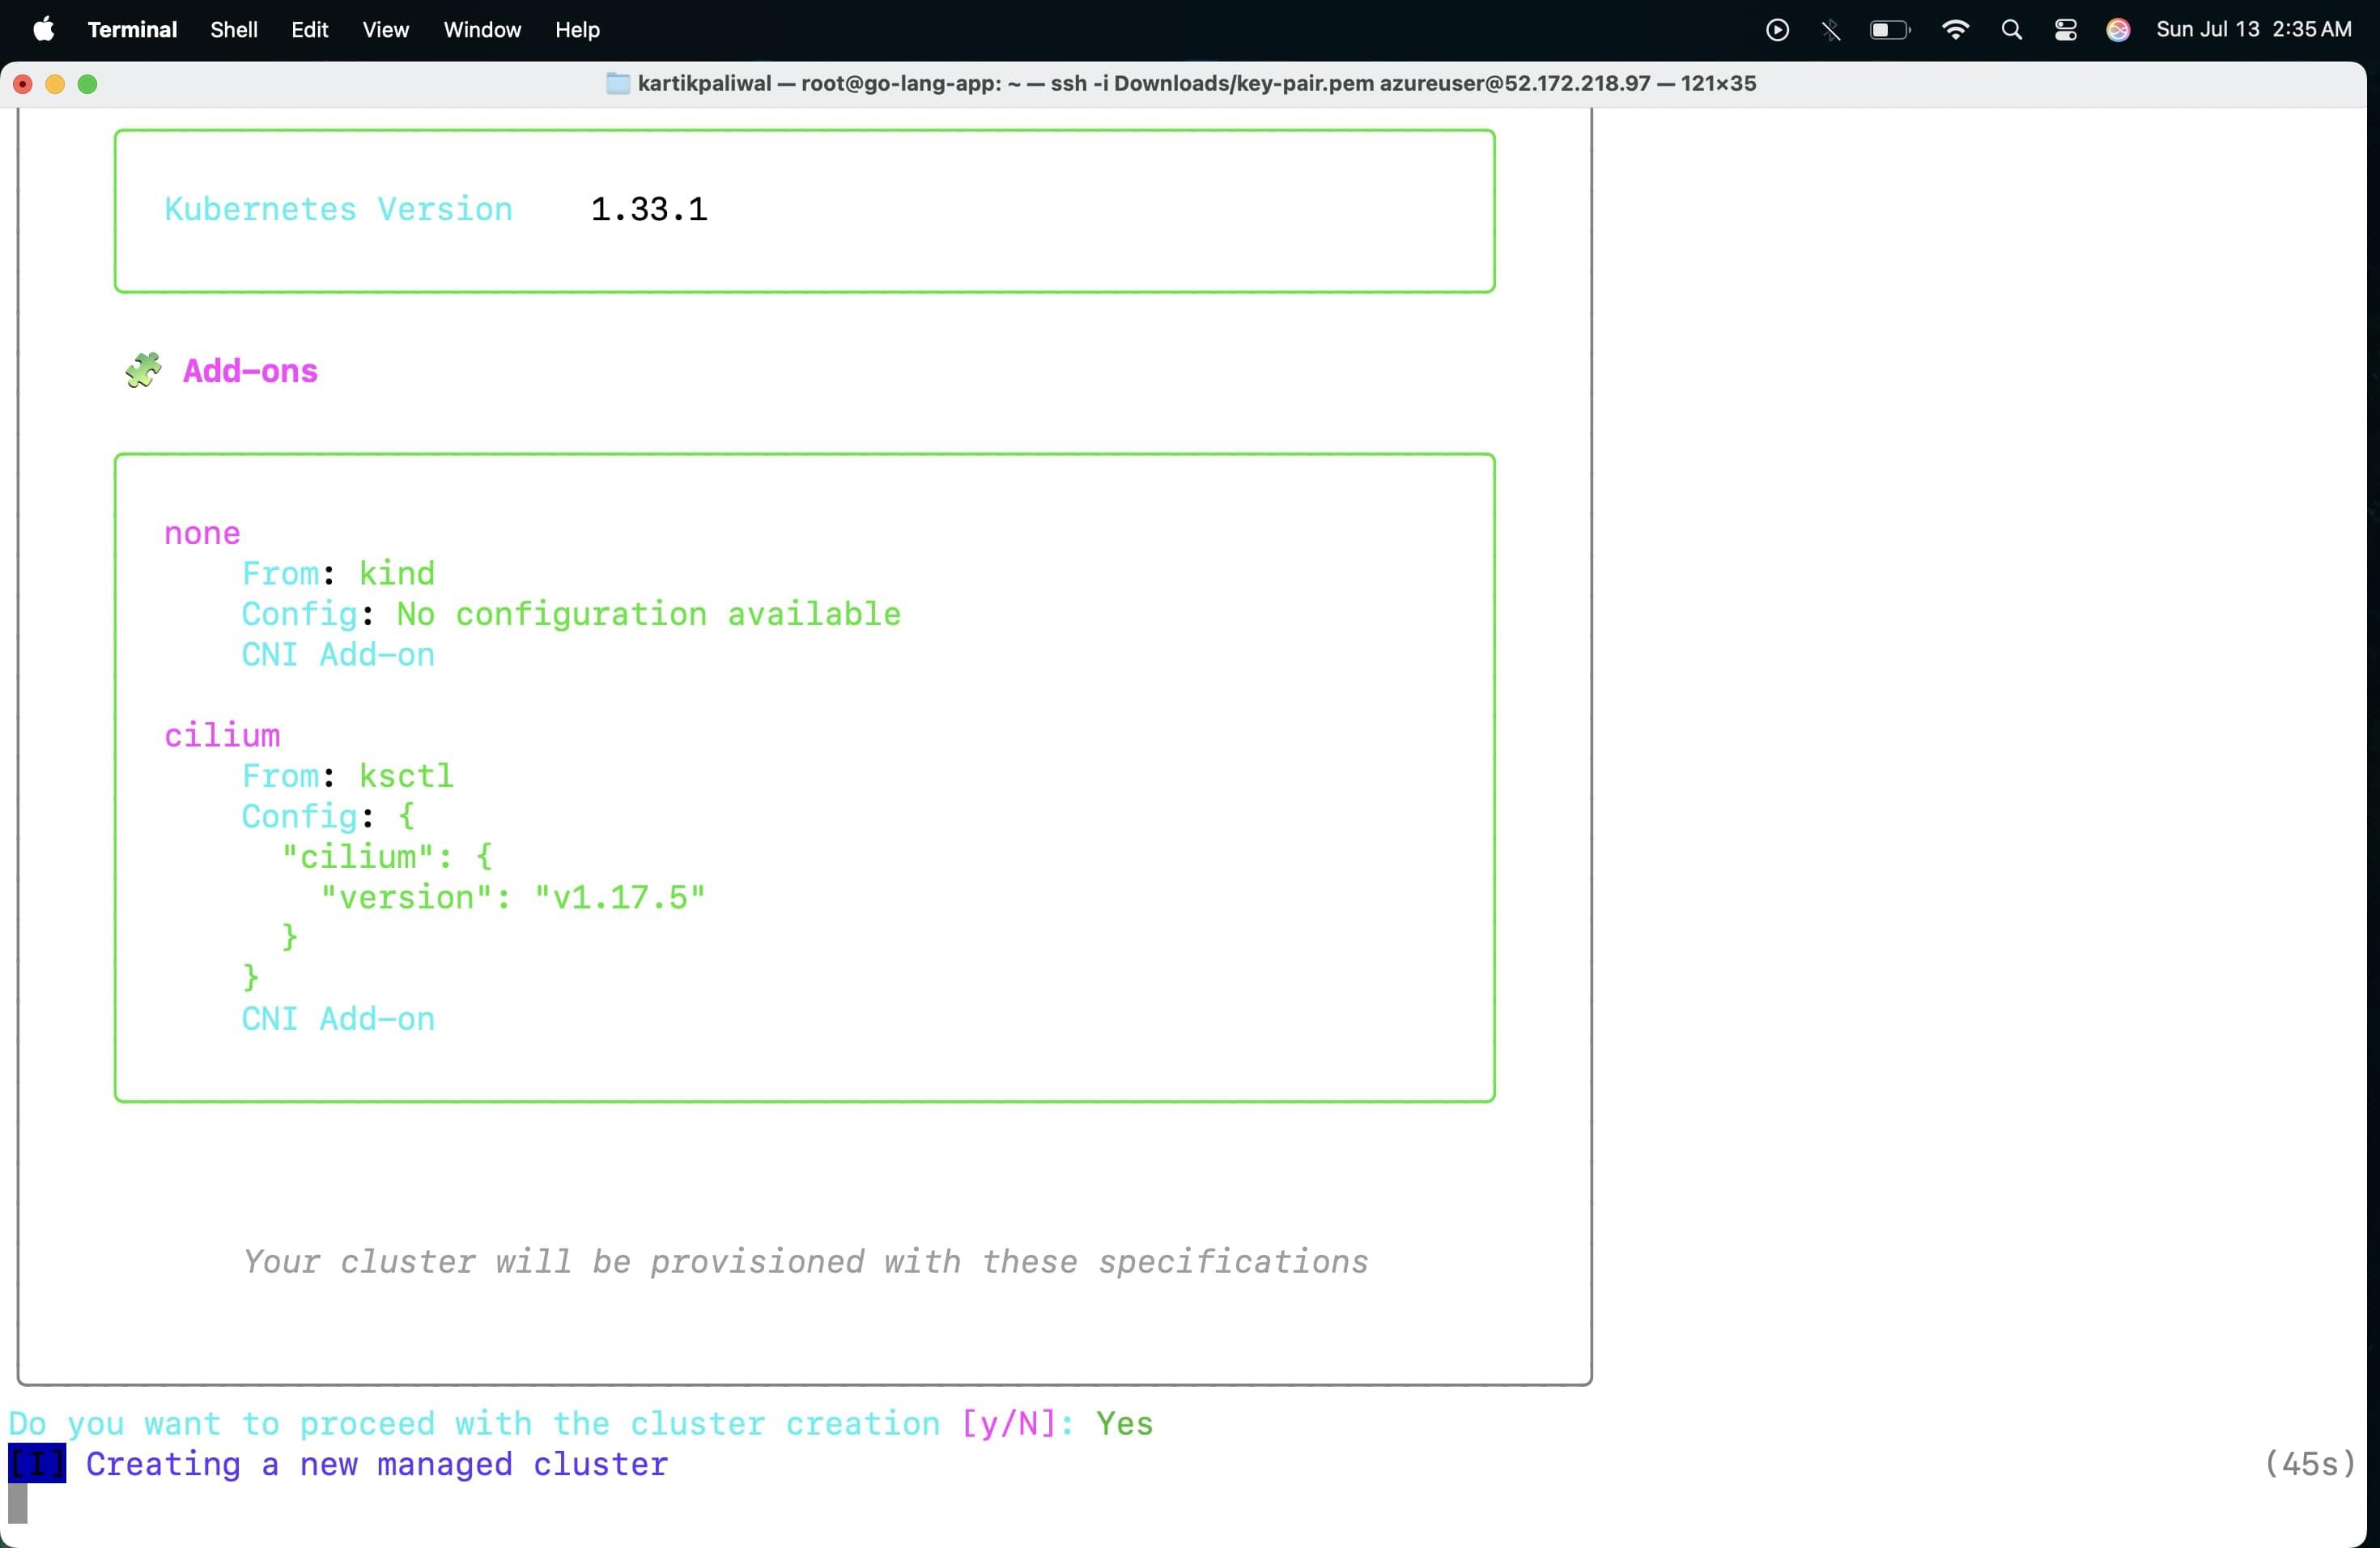 Terminal Shell Edit View Window Help Sun Jul 13 2:35 AM
kartikpaliwal — root@go-lang-app: ~ — ssh -i Downloads/key-pair.pem azureuser@52.172.218.97 — 121×35
Kubernetes Version 1.33.1
Add-ons
none
From: kind
Config: No configuration available
CNI Add-on
cilium
From: ksctl
Config: {
"cilium": {
"version": "v1.17.5"
}
}
CNI Add-on
Your cluster will be provisioned with these specifications
Do you want to proceed with the cluster creation [y/N]: Yes
[I] Creating a new managed cluster (45s)